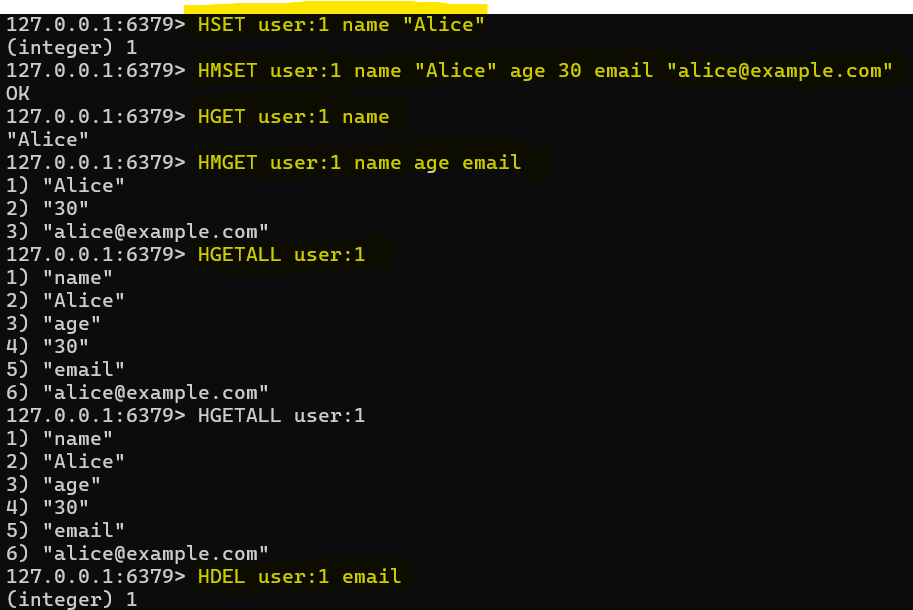 127.0.0.1:6379> HSET user:1 name "Alice"
(integer) 1
127.0.0.1:6379> HMSET user:1 name "Alice" age 30 email "alice@example.com"
OK
127.0.0.1:6379> HGET user:1 name
"Alice"
127.0.0.1:6379> HMGET user:1 name age email
1) "Alice"
2) "30"
3) "alice@example.com"
127.0.0.1:6379> HGETALL user:1
1) "name"
2) "Alice"
3) "age"
4) "30"
5) "email"
6) "alice@example.com"
127.0.0.1:6379> HGETALL user:1
1) "name"
2) "Alice"
3) "age"
4) "30"
5) "email"
6) "alice@example.com"
127.0.0.1:6379> HDEL user:1 email
(integer) 1